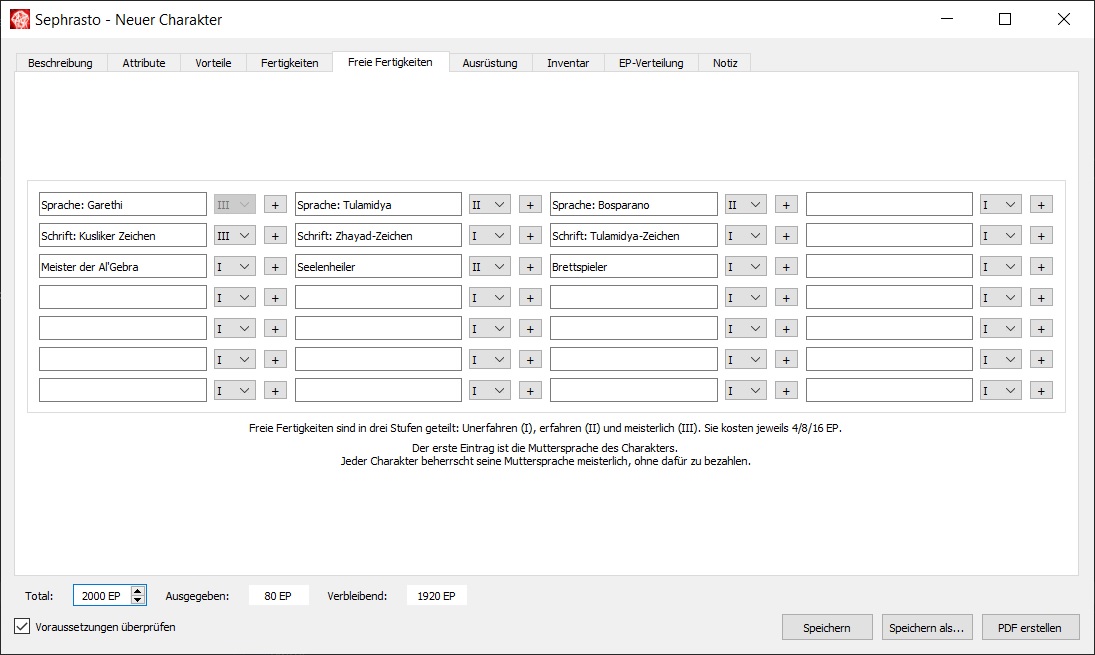 Sephrasto - Neuer Charakter
Beschreibung Attribute Vorteile Fertigkeiten Freie Fertigkeiten Ausrüstung Inventar EP-Verteilung Notiz
Sprache: Garethi III + Sprache: Tulamidya II + Sprache: Bosparano II + I +
Schrift: Kusliker Zeichen III + Schrift: Zhayad-Zeichen I + Schrift: Tulamidya-Zeichen I + I +
Meister der Al'Gebra I + Seelenheiler II + Brettspieler I + I +
I + I + I + I +
I + I + I + I +
I + I + I + I +
I + I + I + I +
Freie Fertigkeiten sind in drei Stufen geteilt: Unerfahren (I), erfahren (II) und meisterlich (III). Sie kosten jeweils 4/8/16 EP.
Der erste Eintrag ist die Muttersprache des Charakters.
Jeder Charakter beherrscht seine Muttersprache meisterlich, ohne dafür zu bezahlen.
Total: 2000 EP Ausgegeben: 80 EP Verbleibend: 1920 EP
Voraussetzungen überprüfen Speichern Speichern als... PDF erstellen